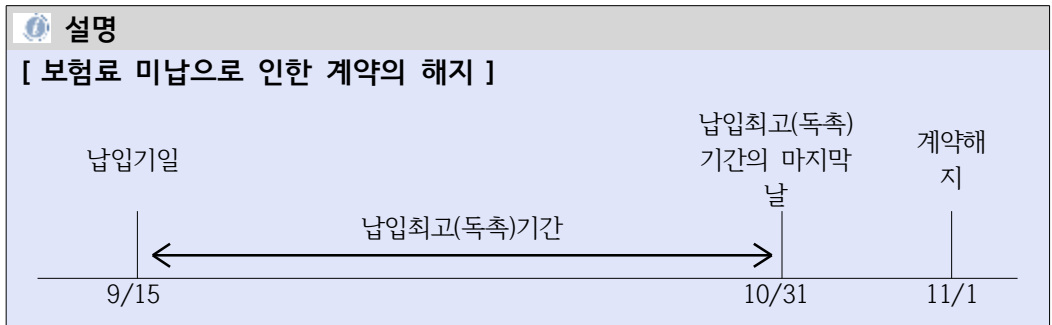 설명
[ 보험료 미납으로 인한 계약의 해지 ]
납입기일
납입최고(독촉)
기간의 마지막
날
계약해
지
납입최고(독촉)기간
9/15
10/31
11/1